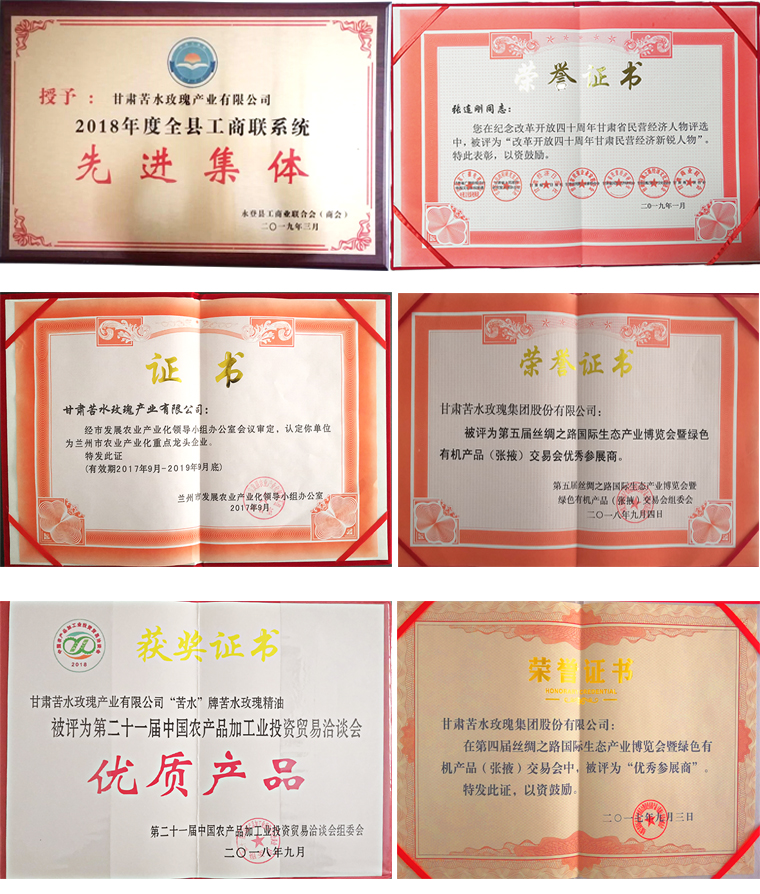 授予：
甘肃苦水玫瑰产业有限公司
2018年度全县工商联系统
先进集体
永登县工商业联合会（商会）
二〇一九年三月
荣誉证书
张连刚同志：
您在纪念改革开放四十周年甘肃省民营经济人物评选
中，被评为“改革开放四十周年甘肃民营经济新锐人物”。
特此表彰，以资鼓励。
二〇一九年一月
证书
甘肃苦水玫瑰产业有限公司：
经市发展农业产业化领导小组办公室会议审定，认定你单位
为兰州市农业产业化重点龙头企业。
特发此证
(有效期2017年9月-2019年9月底)
兰州市发展农业产业化领导小组办公室
2017年9月
荣誉证书
甘肃苦水玫瑰集团股份有限公司：
被评为第五届丝绸之路国际生态产业博览会暨绿色
有机产品（张掖）交易会优秀参展商。
第五届丝绸之路国际生态产业博览会暨
绿色有机产品（张掖）交易会组委会
二〇一八年九月四日
2018
获奖证书
甘肃苦水玫瑰产业有限公司“苦水”牌苦水玫瑰精油
被评为第二十一届中国农产品加工业投资贸易洽谈会
优质产品
第二十一届中国农产品加工业投资贸易洽谈会组委会
二〇一八年九月
荣誉证书
甘肃苦水玫瑰集团股份有限公司：
在第四届丝绸之路国际生态产业博览会暨绿色有
机产品（张掖）交易会中，被评为“优秀参展商”。
特发此证，以资鼓励。
二〇一七年九月三日